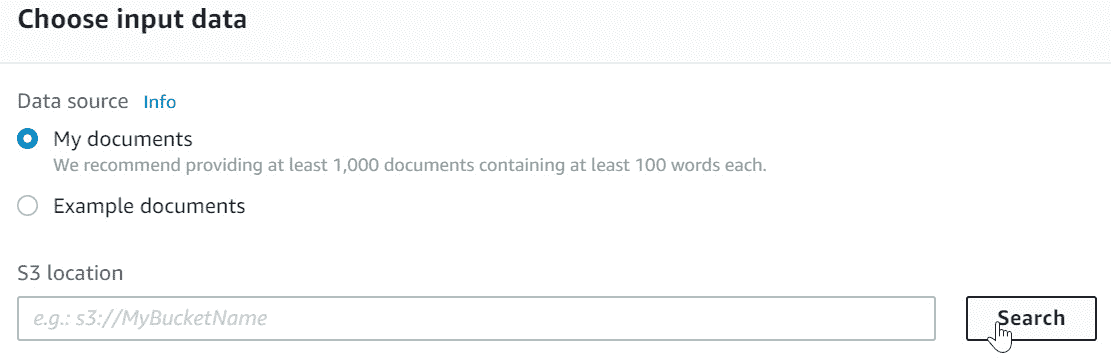 Choose input data
Data source Info
My documents
We recommend providing at least 1,000 documents containing at least 100 words each.
Example documents
S3 location
e.g.: s3://MyBucketName
Search